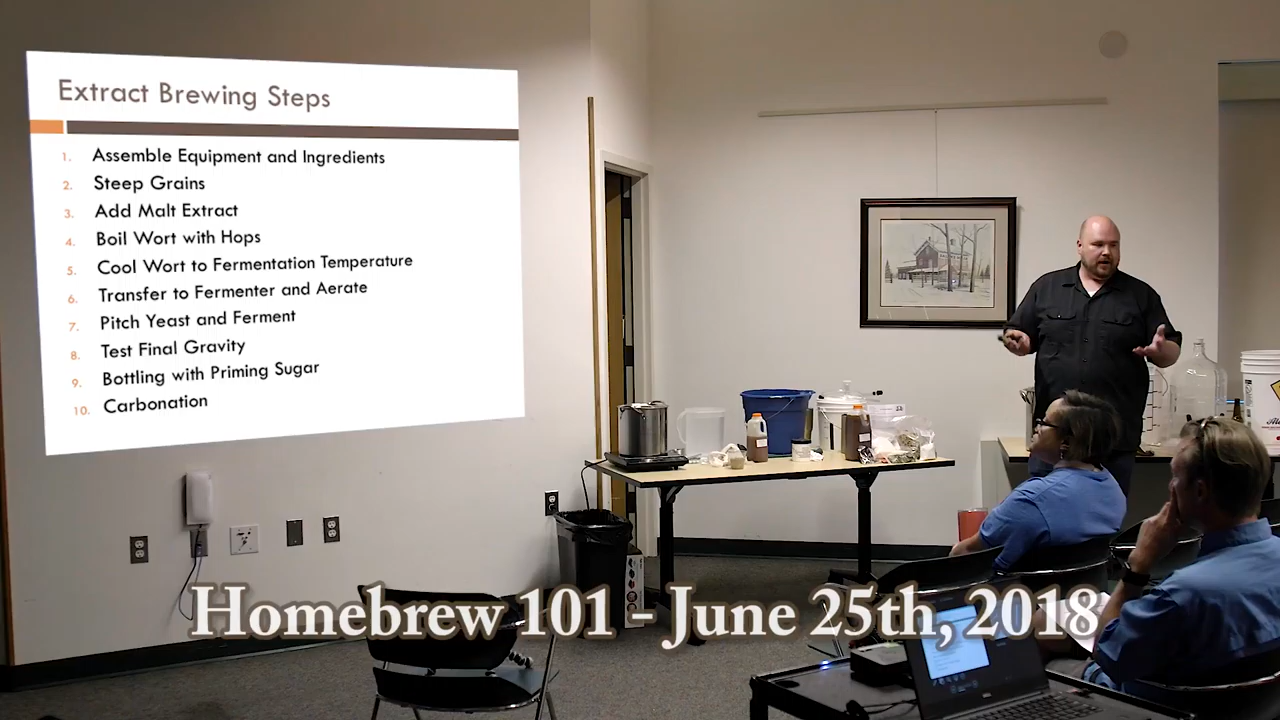 Extract Brewing Steps
1. Assemble Equipment and Ingredients
2. Steep Grains
3. Add Malt Extract
4. Boil Wort with Hops
5. Cool Wort to Fermentation Temperature
6. Transfer to Fermenter and Aerate
7. Pitch Yeast and Ferment
8. Test Final Gravity
9. Bottling with Priming Sugar
10. Carbonation
Homebrew 101 - June 25th, 2018